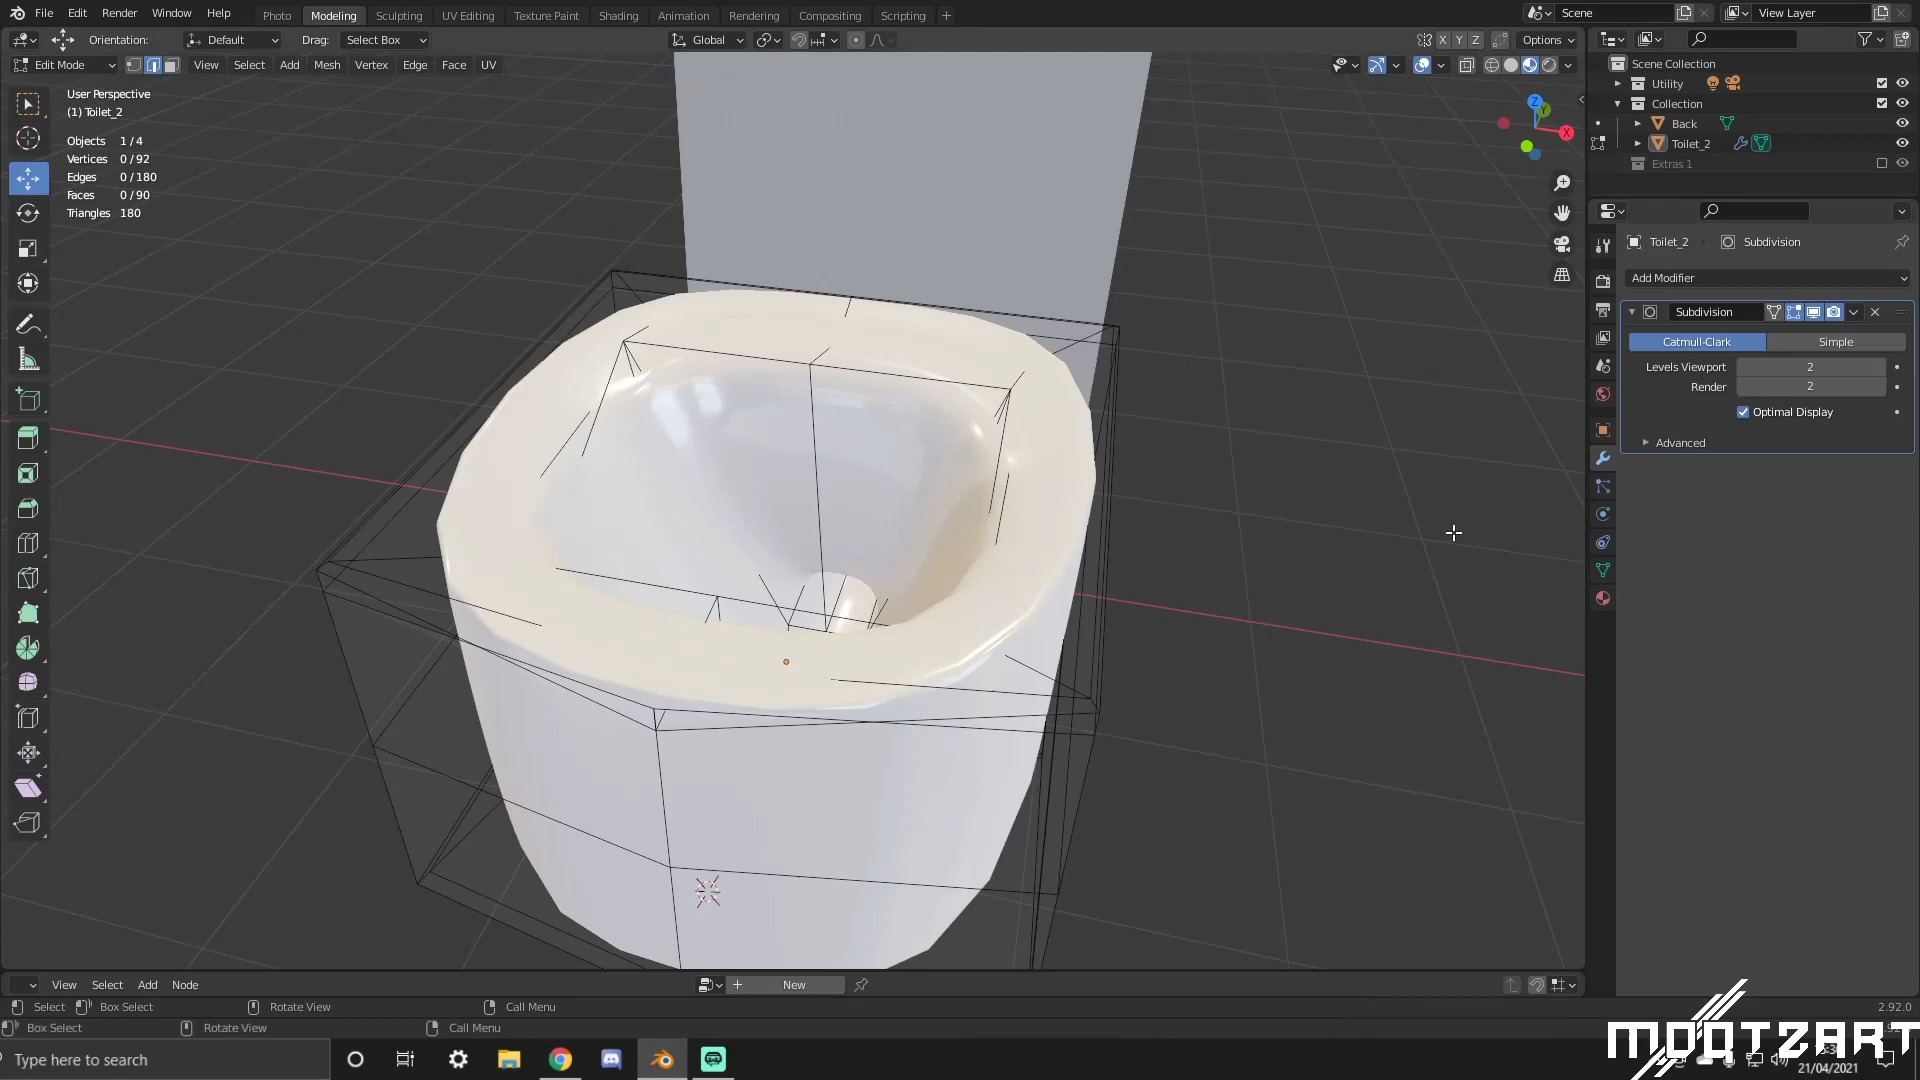 File Edit Render Window Help
Photo Modeling Sculpting UV Editing Texture Paint Shading Animation Rendering Compositing Scripting +
Scene
View Layer
Orientation: Default Drag: Select Box
Global
X Y Z
Options
Edit Mode View Select Add Mesh Vertex Edge Face UV
User Perspective
(1) Toilet_2
Objects 1 / 4
Vertices 0 / 92
Edges 0 / 180
Faces 0 / 90
Triangles 180
Z
Y
X
Scene Collection
Utility
Collection
Back
Toilet_2
Extras 1
Toilet_2 Subdivision
Add Modifier
Subdivision
Catmull-Clark Simple
Levels Viewport 2
Render 2
Optimal Display
Advanced
View Select Add Node
+ New
Select Box Select Rotate View Call Menu
2.92.0
Box Select Rotate View Call Menu
MOOTZART
Type here to search
21/04/2021